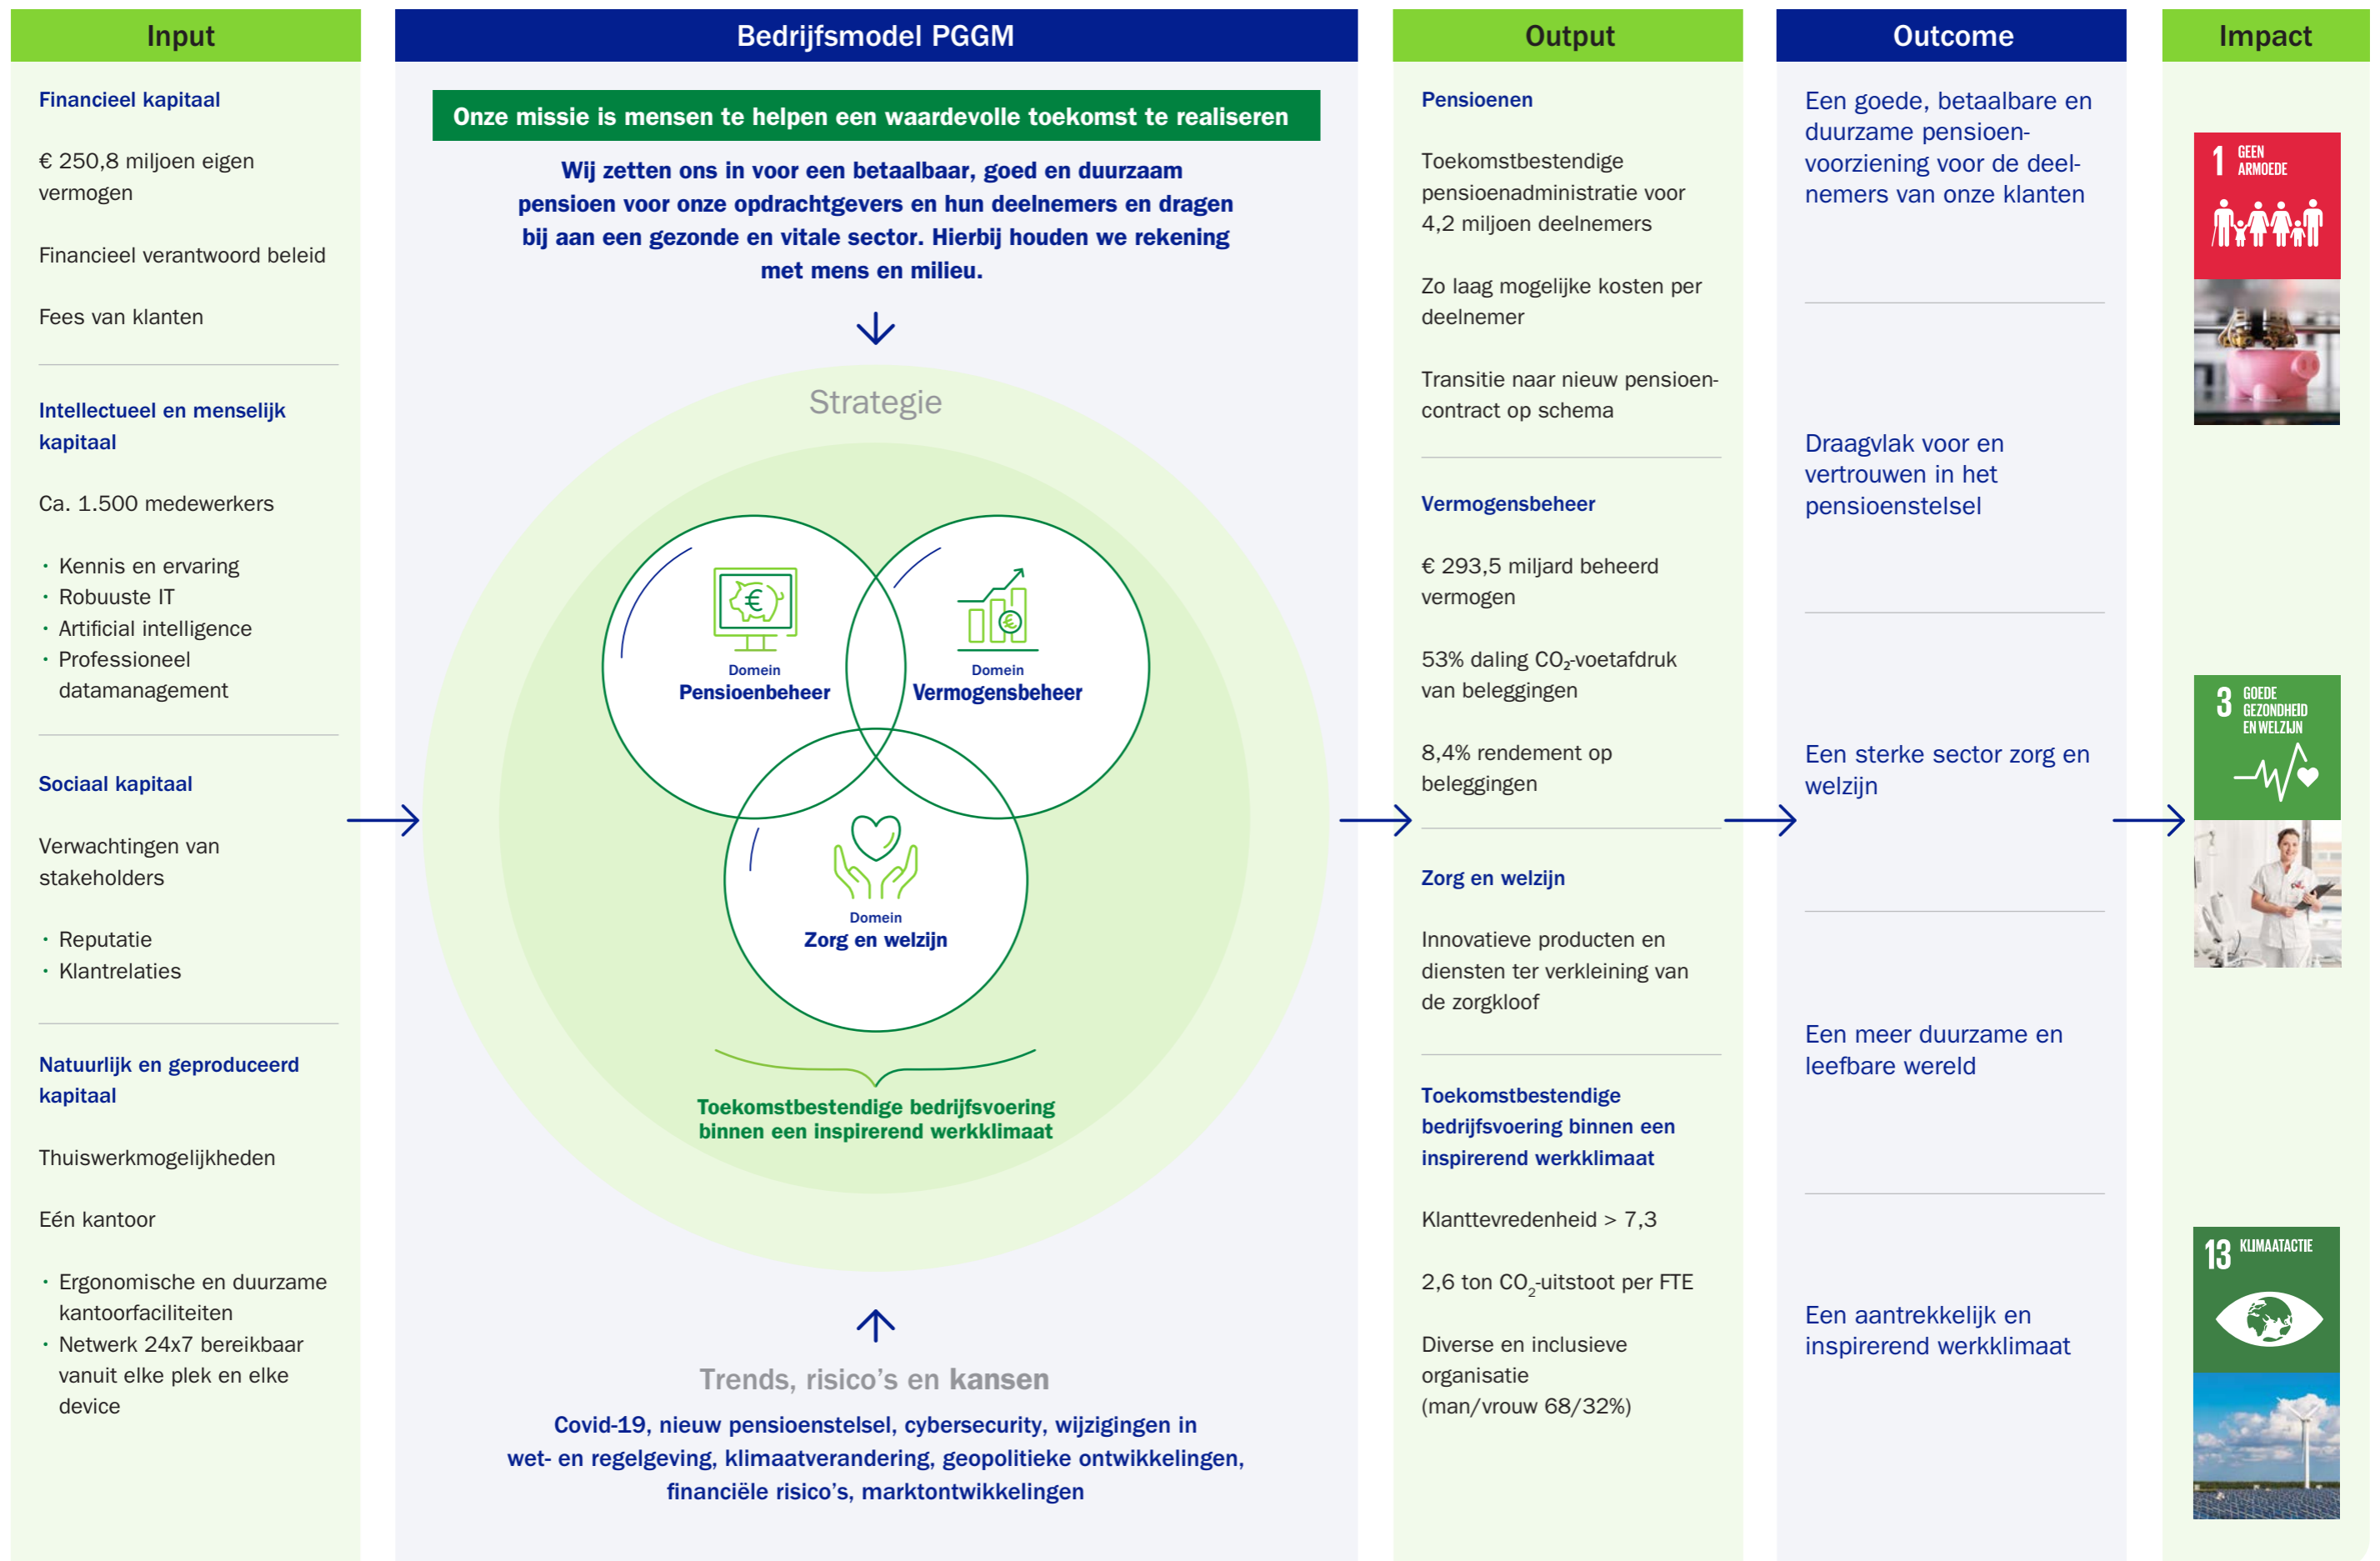 Input
Financieel kapitaal
€ 250,8 miljoen eigen
vermogen
Financieel verantwoord beleid
Fees van klanten
Intellectueel en menselijk
kapitaal
Ca. 1.500 medewerkers
• Kennis en ervaring
• Robuuste IT
• Artificial intelligence
• Professioneel
datamanagement
Sociaal kapitaal
Verwachtingen van
stakeholders
• Reputatie
• Klantrelaties
Natuurlijk en geproduceerd
kapitaal
Thuiswerkmogelijkheden
Eén kantoor
• Ergonomische en duurzame
kantoorfaciliteiten
• Netwerk 24x7 bereikbaar
vanuit elke plek en elke
device
Bedrijfsmodel PGGM
Onze missie is mensen te helpen een waardevolle toekomst te realiseren
Wij zetten ons in voor een betaalbaar, goed en duurzaam
pensioen voor onze opdrachtgevers en hun deelnemers en dragen
bij aan een gezonde en vitale sector. Hierbij houden we rekening
met mens en milieu.
Strategie
Domein
Pensioenbeheer
Domein
Vermogensbeheer
Domein
Zorg en welzijn
Toekomstbestendige bedrijfsvoering
binnen een inspirerend werkklimaat
Trends, risico's en kansen
Covid-19, nieuw pensioenstelsel, cybersecurity, wijzigingen in
wet- en regelgeving, klimaatverandering, geopolitieke ontwikkelingen,
financiële risico's, marktontwikkelingen
Output
Pensioenen
Toekomstbestendige
pensioenadministratie voor
4,2 miljoen deelnemers
Zo laag mogelijke kosten per
deelnemer
Transitie naar nieuw pensioen-
contract op schema
Vermogensbeheer
€ 293,5 miljard beheerd
vermogen
53% daling CO₂-voetafdruk
van beleggingen
8,4% rendement op
beleggingen
Zorg en welzijn
Innovatieve producten en
diensten ter verkleining van
de zorgkloof
Toekomstbestendige
bedrijfsvoering binnen een
inspirerend werkklimaat
Klanttevredenheid > 7,3
2,6 ton CO₂-uitstoot per FTE
Diverse en inclusieve
organisatie
(man/vrouw 68/32%)
Outcome
Een goede, betaalbare en
duurzame pensioen-
voorziening voor de deel-
nemers van onze klanten
Draagvlak voor en
vertrouwen in het
pensioenstelsel
Een sterke sector zorg en
welzijn
Een meer duurzame en
leefbare wereld
Een aantrekkelijk en
inspirerend werkklimaat
Impact
1 GEEN
ARMOEDE
3 GOEDE
GEZONDHEID
EN WELZIJN
13 KLIMAATACTIE